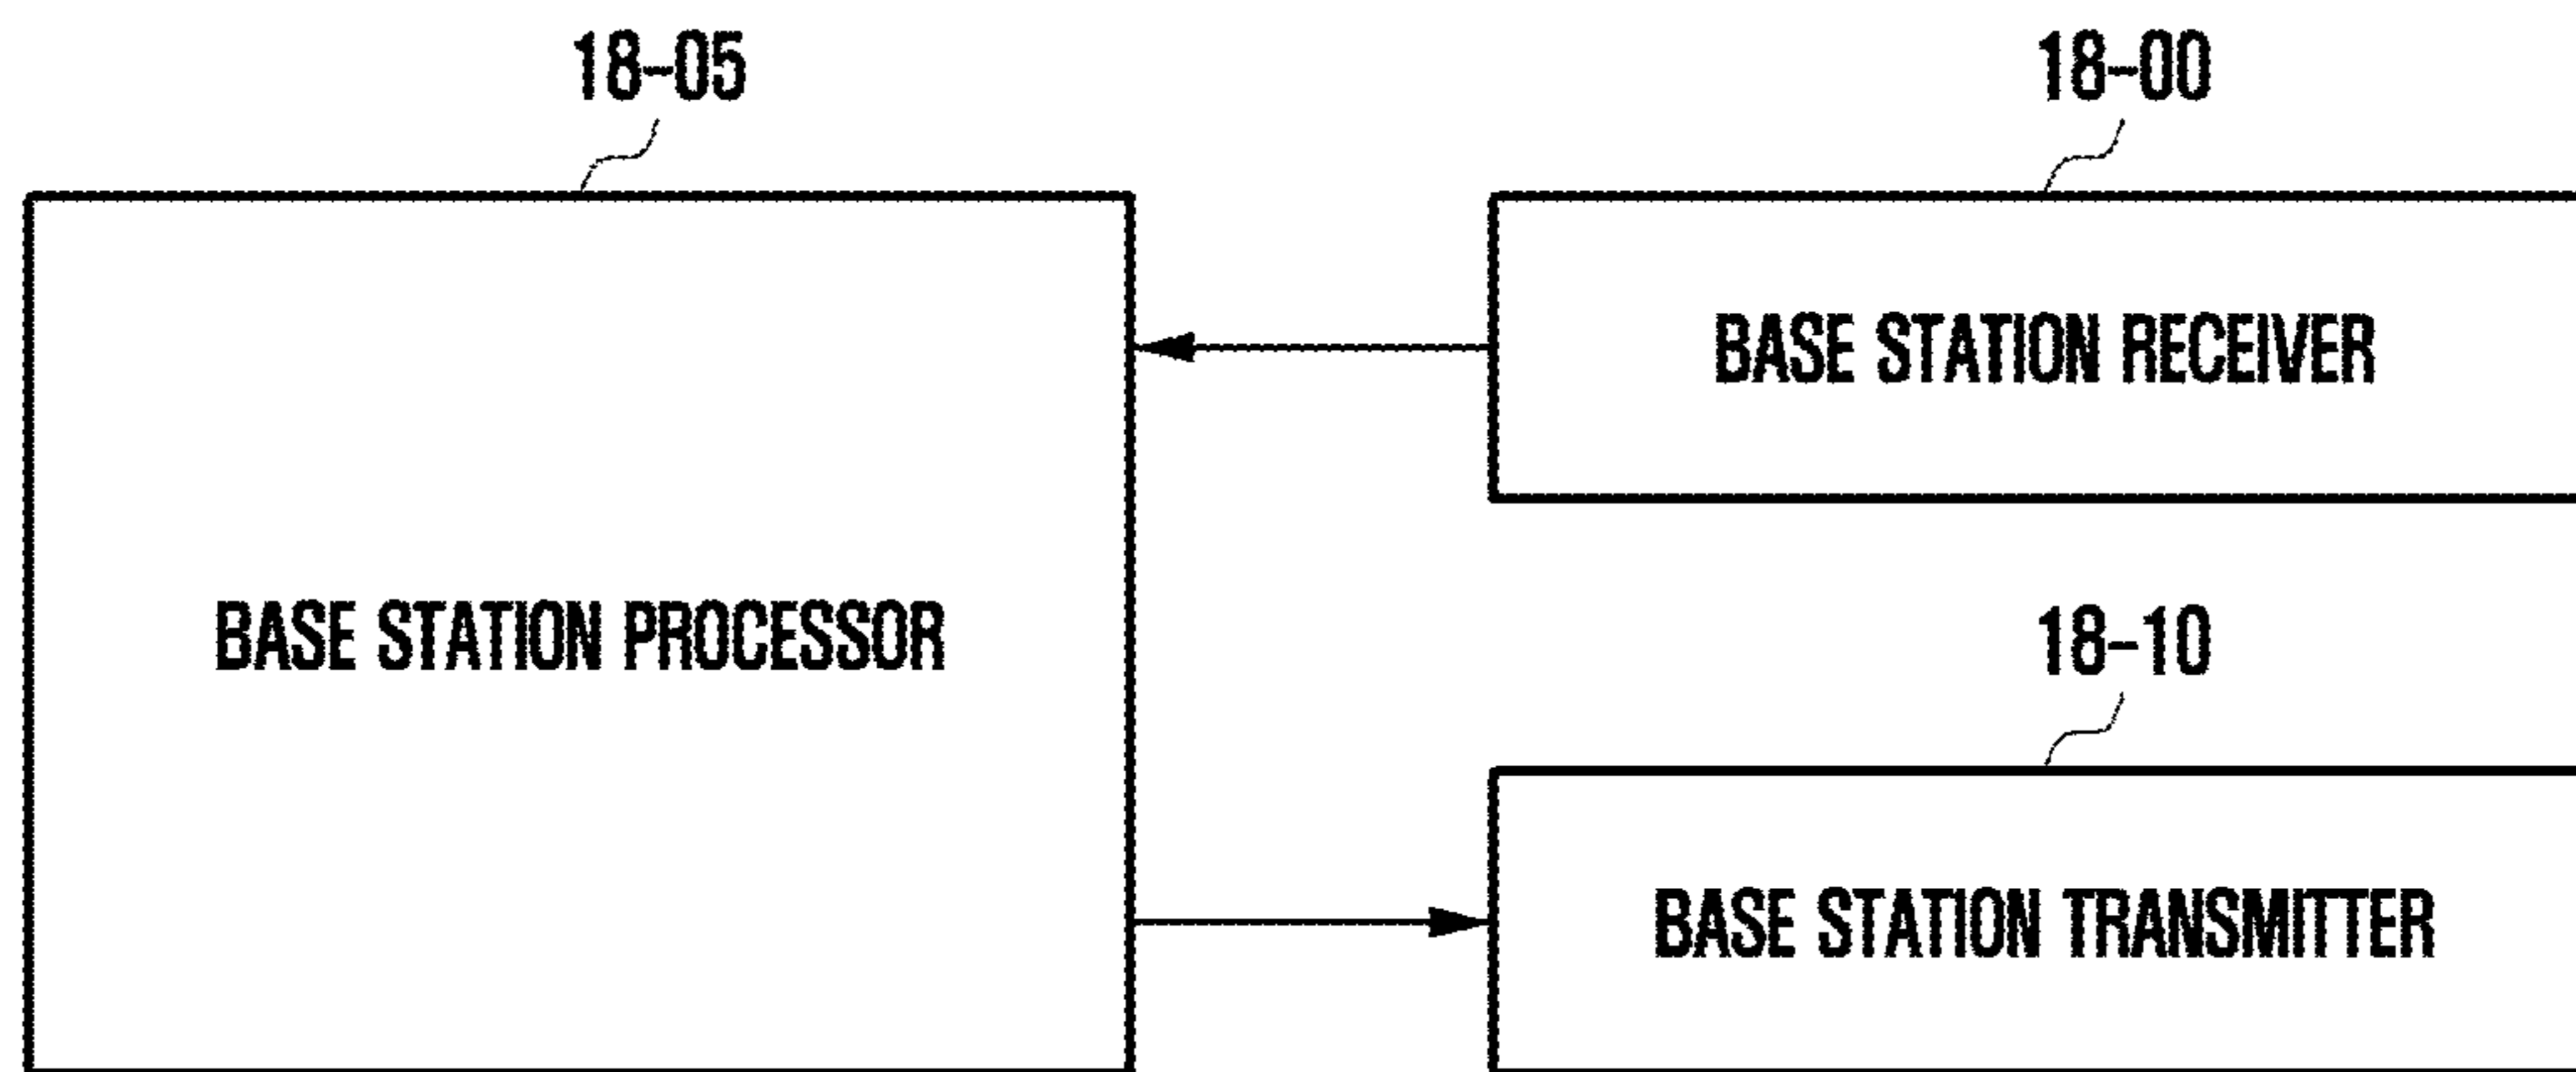 18-05
18-00
BASE STATION RECEIVER
BASE STATION PROCESSOR
18-10
BASE STATION TRANSMITTER